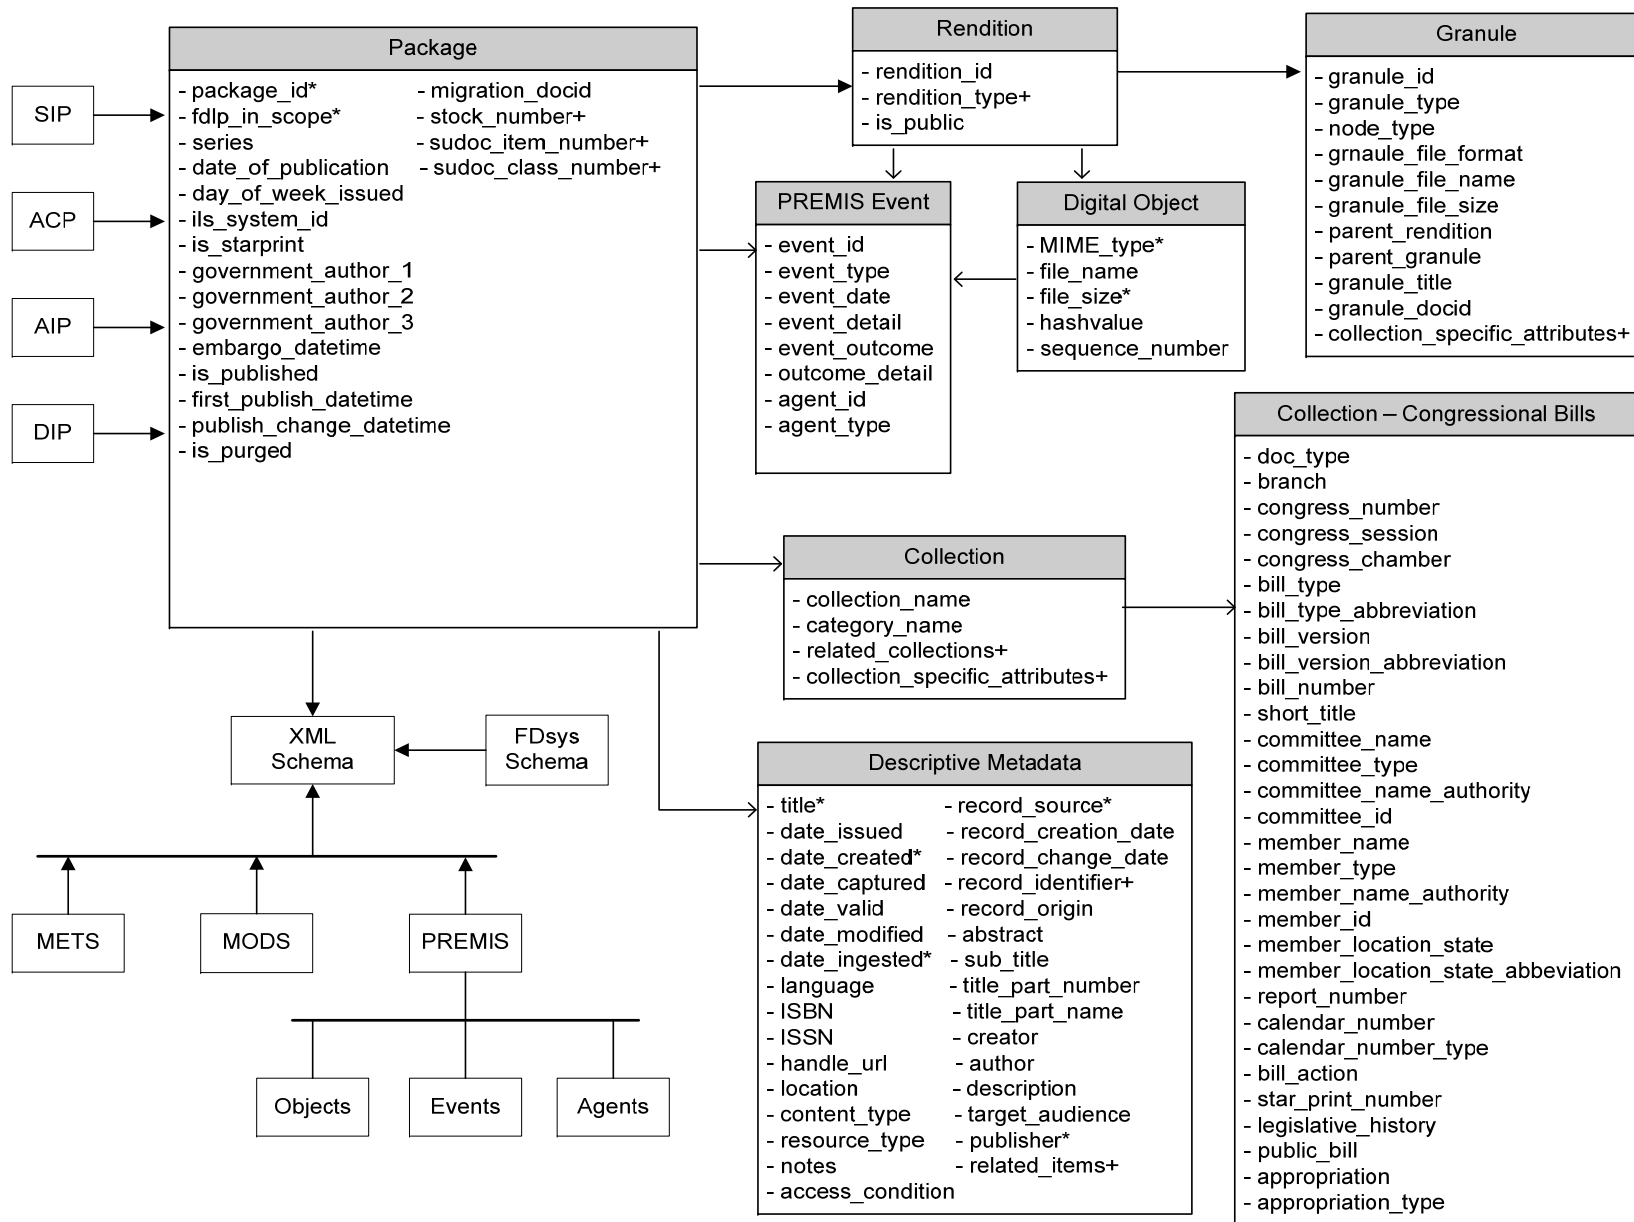 Package
- package_id*
- fdlp_in_scope*
- series
- date_of_publication
- day_of_week_issued
- ils_system_id
- is_starprint
- government_author_1
- government_author_2
- government_author_3
- embargo_datetime
- is_published
- first_publish_datetime
- publish_change_datetime
- is_purged
- migration_docid
- stock_number+
- sudoc_item_number+
- sudoc_class_number+
SIP
ACP
AIP
DIP
Rendition
- rendition_id
- rendition_type+
- is_public
Granule
- granule_id
- granule_type
- node_type
- grnaule_file_format
- granule_file_name
- granule_file_size
- parent_rendition
- parent_granule
- granule_title
- granule_docid
- collection_specific_attributes+
PREMIS Event
- event_id
- event_type
- event_date
- event_detail
- event_outcome
- outcome_detail
- agent_id
- agent_type
Digital Object
- MIME_type*
- file_name
- file_size*
- hashvalue
- sequence_number
Collection
- collection_name
- category_name
- related_collections+
- collection_specific_attributes+
Collection – Congressional Bills
- doc_type
- branch
- congress_number
- congress_session
- congress_chamber
- bill_type
- bill_type_abbreviation
- bill_version
- bill_version_abbreviation
- bill_number
- short_title
- committee_name
- committee_type
- committee_name_authority
- committee_id
- member_name
- member_type
- member_name_authority
- member_id
- member_location_state
- member_location_state_abbeviation
- report_number
- calendar_number
- calendar_number_type
- bill_action
- star_print_number
- legislative_history
- public_bill
- appropriation
- appropriation_type
XML
Schema
FDsys
Schema
METS
MODS
PREMIS
Objects
Events
Agents
Descriptive Metadata
- title*
- date_issued
- date_created*
- date_captured
- date_valid
- date_modified
- date_ingested*
- language
- ISBN
- ISSN
- handle_url
- location
- content_type
- resource_type
- notes
- access_condition
- record_source*
- record_creation_date
- record_change_date
- record_identifier+
- record_origin
- abstract
- sub_title
- title_part_number
- title_part_name
- creator
- author
- description
- target_audience
- publisher*
- related_items+